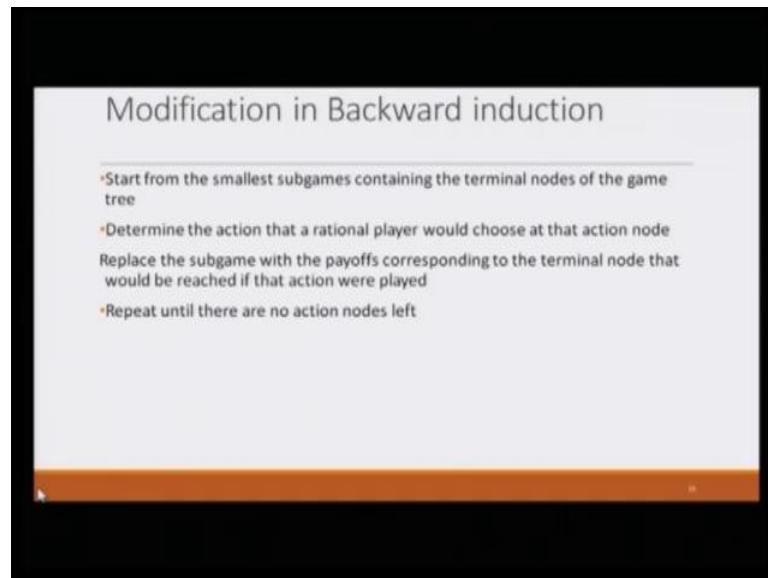 Modification in Backward induction
•Start from the smallest subgames containing the terminal nodes of the game
tree
•Determine the action that a rational player would choose at that action node
Replace the subgame with the payoffs corresponding to the terminal node that
would be reached if that action were played
•Repeat until there are no action nodes left